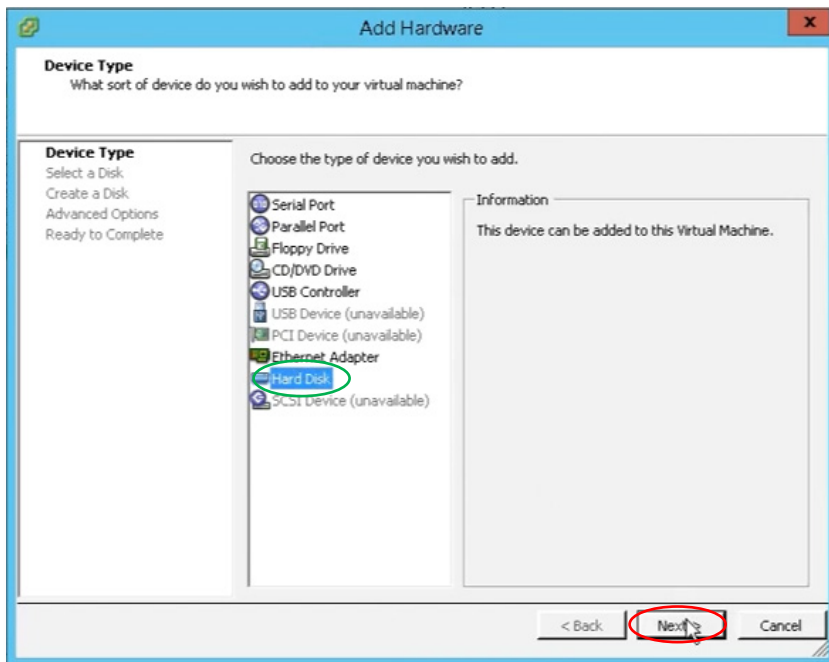 Add Hardware
x
Device Type
What sort of device do you wish to add to your virtual machine?
Device Type
Select a Disk
Create a Disk
Advanced Options
Ready to Complete
Choose the type of device you wish to add.
Serial Port
Parallel Port
Floppy Drive
CD/DVD Drive
USB Controller
USB Device (unavailable)
PCI Device (unavailable)
Ethernet Adapter
Hard Disk
SCSI Device (unavailable)
Information
This device can be added to this Virtual Machine.
< Back
Next >
Cancel